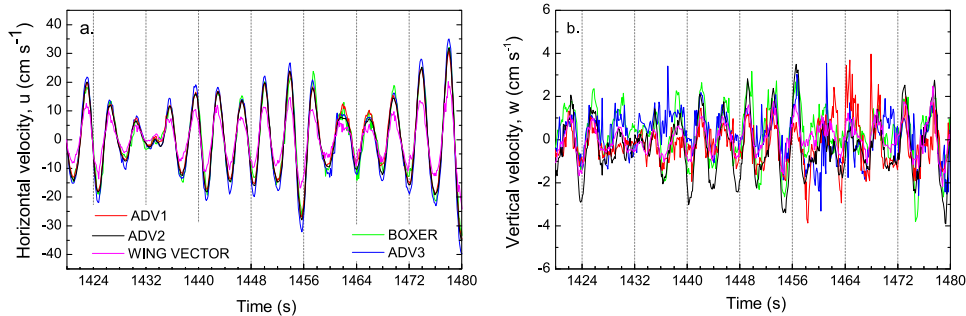 a.
40
30
20
10
0
-10
-20
-30
-40
Horizontal velocity, u (cm s⁻¹)
ADV1
ADV2
WING VECTOR
BOXER
ADV3
1424 1432 1440 1448 1456 1464 1472 1480
Time (s)
b.
6
4
2
0
-2
-4
-6
Vertical velocity, w (cm s⁻¹)
1424 1432 1440 1448 1456 1464 1472 1480
Time (s)